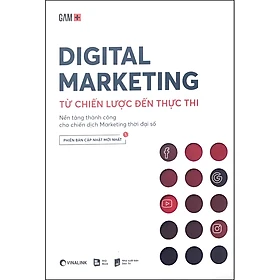 GAM
DIGITAL
MARKETING
TỪ CHIẾN LƯỢC ĐẾN THỰC THI
Nền tảng thành công
cho chiến dịch Marketing thời đại số
PHIÊN BẢN CẬP NHẬT MỚI NHẤT
VINALINK